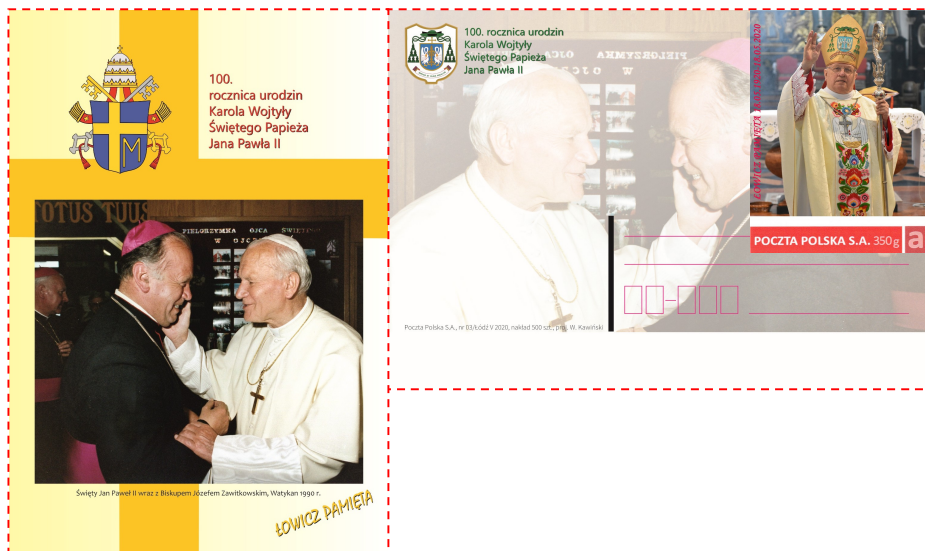 100.
rocznica urodzin
Karola Wojtyły
Świętego Papieża
Jana Pawła II
M
TOTUS TUUS
PIELGRZYMKA OJCA ŚWIĘTEGO
W OJCZ
Święty Jan Paweł II wraz z Biskupem Józefem Zawitkowskim, Watykan 1990 r.
ŁOWICZ PAMIĘTA
100. rocznica urodzin
Karola Wojtyły
Świętego Papieża
Jana Pawła II
POCZTA POLSKA S.A. 350g a
Poczta Polska S.A., nr 03/Łódź V 2020, nakład 500 szt., proj. W. Kawiński